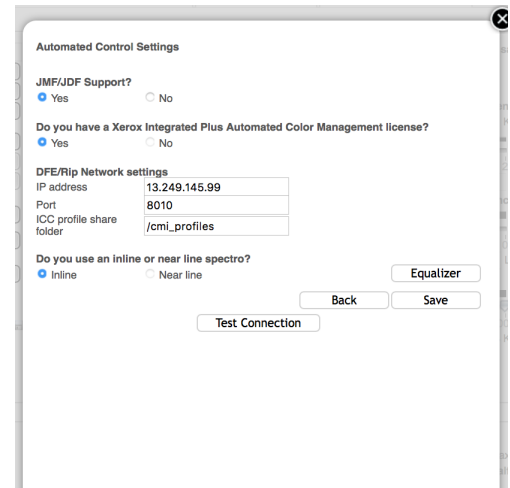 Automated Control Settings
JMF/JDF Support?
Yes No
Do you have a Xerox Integrated Plus Automated Color Management license?
Yes No
DFE/Rip Network settings
IP address 13.249.145.99
Port 8010
ICC profile share
folder /cmi_profiles
Do you use an inline or near line spectro?
Inline Near line Equalizer
Back Save
Test Connection